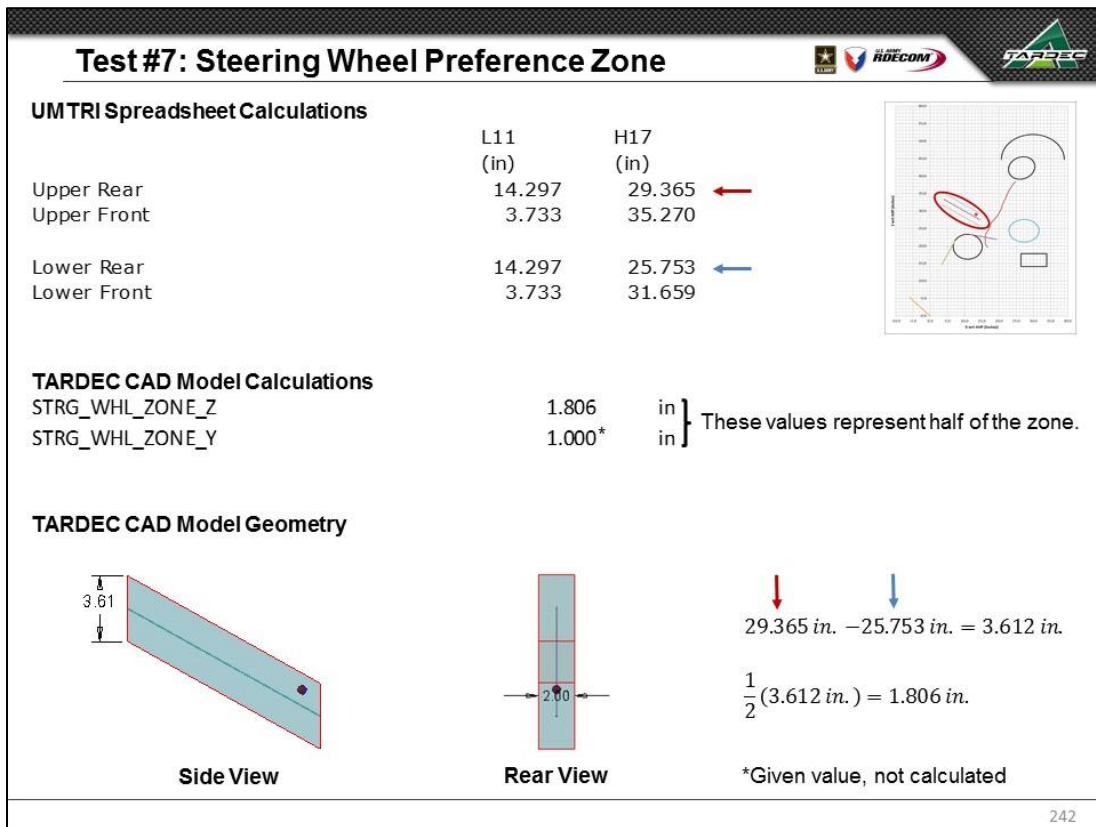 Test #7: Steering Wheel Preference Zone
U.S. ARMY
U.S. ARMY
RDECOM
TARDEC
UMTRI Spreadsheet Calculations
L11 H17
(in) (in)
Upper Rear 14.297 29.365
Upper Front 3.733 35.270
Lower Rear 14.297 25.753
Lower Front 3.733 31.659
TARDEC CAD Model Calculations
STRG_WHL_ZONE_Z 1.806 in
STRG_WHL_ZONE_Y 1.000* in
These values represent half of the zone.
TARDEC CAD Model Geometry
3.61
2.00
29.365 in. −25.753 in. = 3.612 in.
1/2 (3.612 in.) = 1.806 in.
Side View Rear View *Given value, not calculated
242